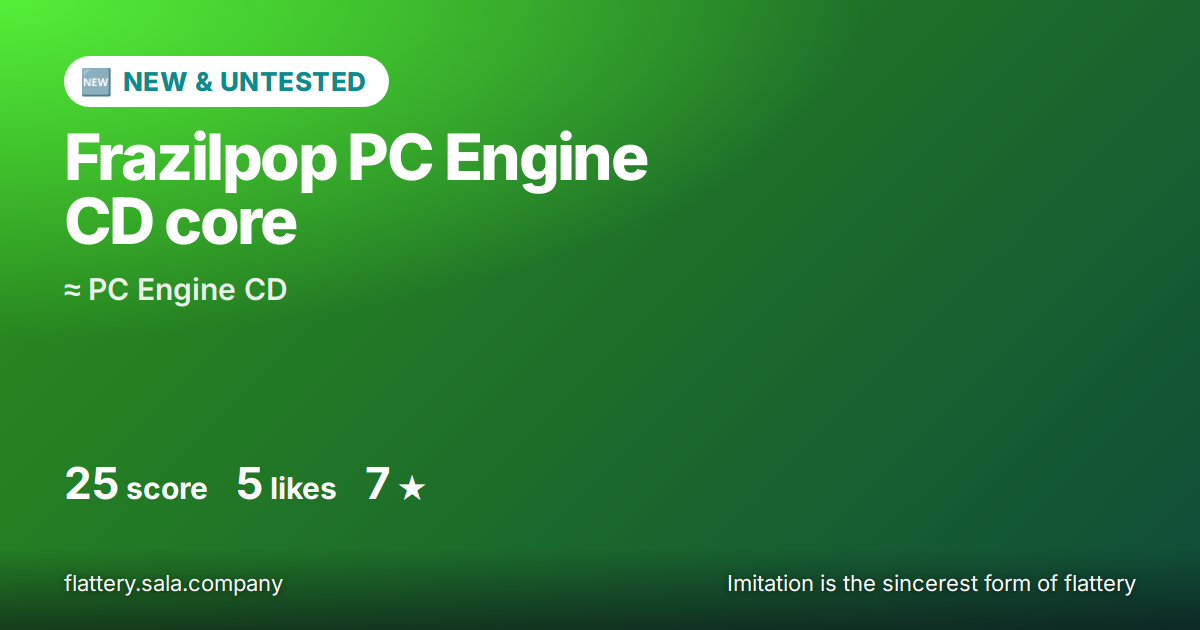 🆕 NEW & UNTESTED
Frazilpop PC Engine
CD core
≈ PC Engine CD
25 score 5 likes 7 ★
flattery.sala.company
Imitation is the sincerest form of flattery